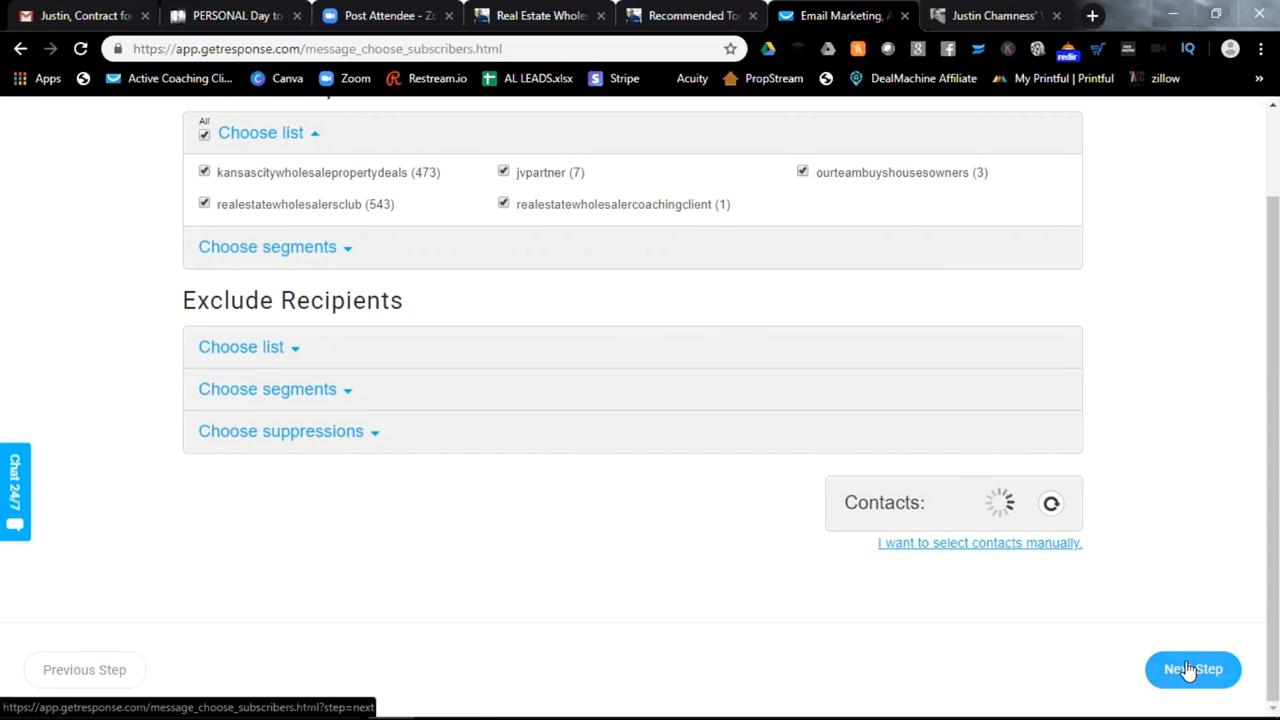 Justin, Contract for
PERSONAL Day to
Post Attendee - Zo
Real Estate Whole
Recommended To
Email Marketing, A
Justin Chamness' V
https://app.getresponse.com/message_choose_subscribers.html
redir
IQ
Apps
Active Coaching Cli...
Canva
Zoom
Restream.io
AL LEADS.xlsx
Stripe
Acuity
PropStream
DealMachine Affiliate
My Printful | Printful
zillow
»
All
Choose list
kansascitywholesalepropertydeals (473)
jvpartner (7)
ourteambuyshousesowners (3)
realestatewholesalersclub (543)
realestatewholesalercoachingclient (1)
Choose segments
Exclude Recipients
Choose list
Choose segments
Choose suppressions
Chat 24/7
Contacts:
I want to select contacts manually.
Previous Step
Next Step
https://app.getresponse.com/message_choose_subscribers.html?step=next